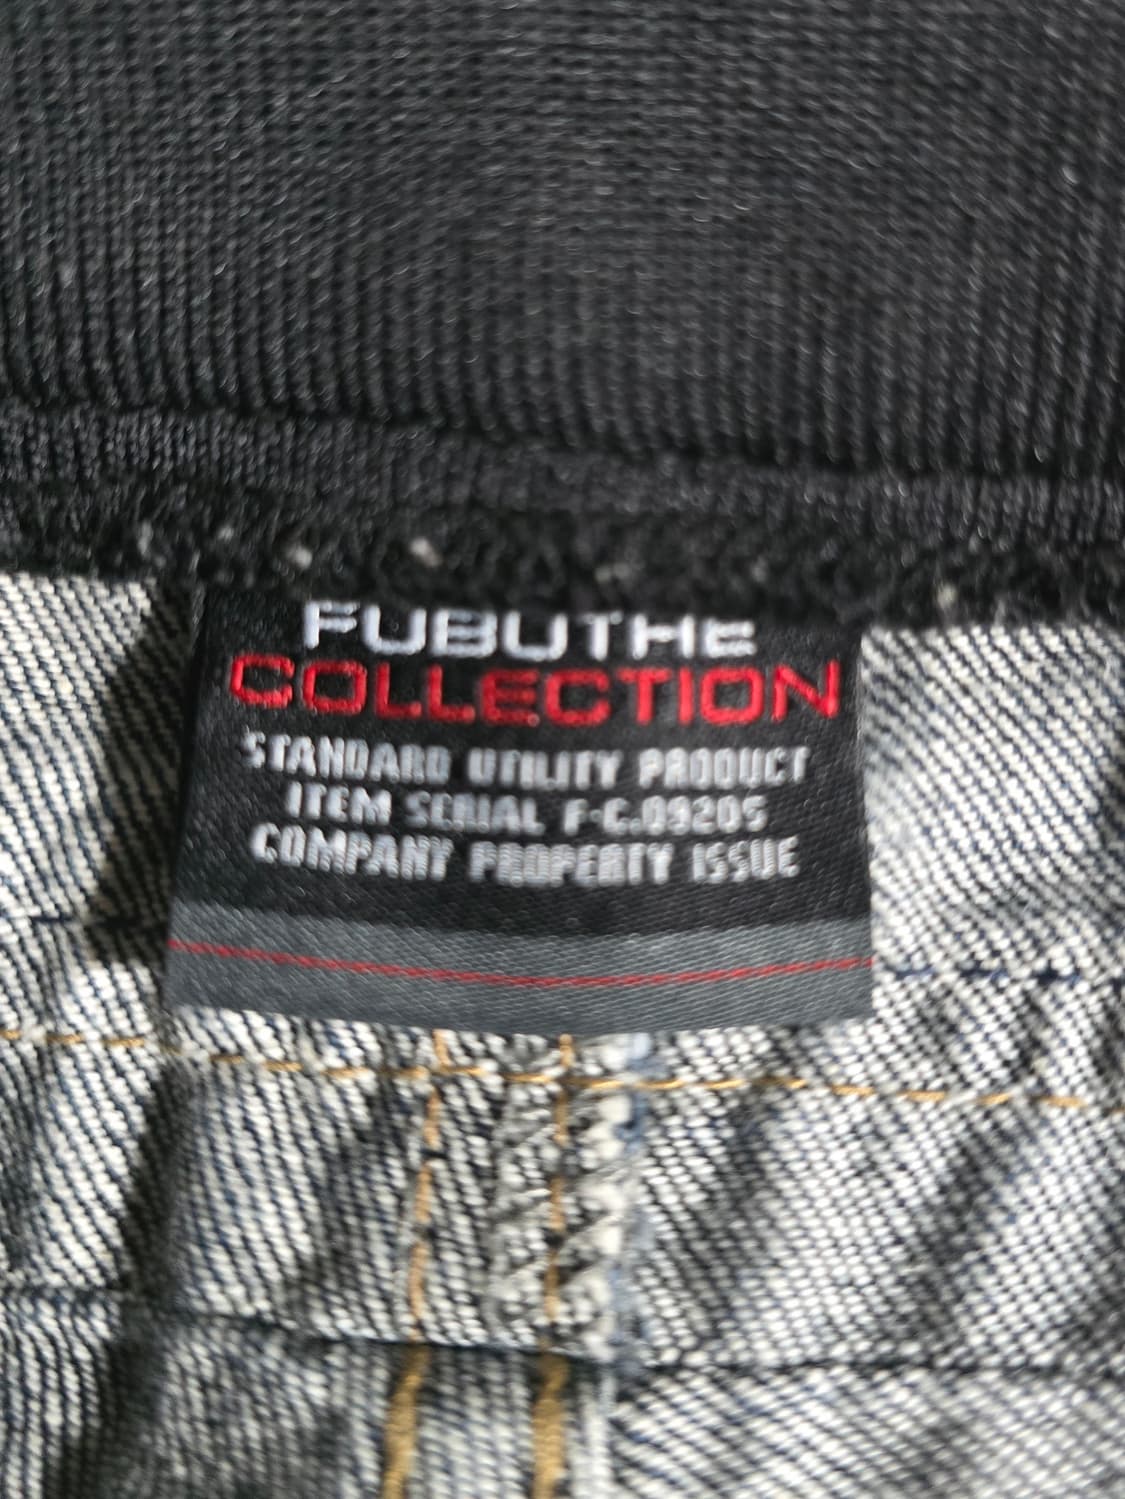 FUBUTHE
COLLECTION
STANDARD UTILITY PRODUCT
ITEM SERIAL F-C.09205
COMPANY PROPERTY ISSUE